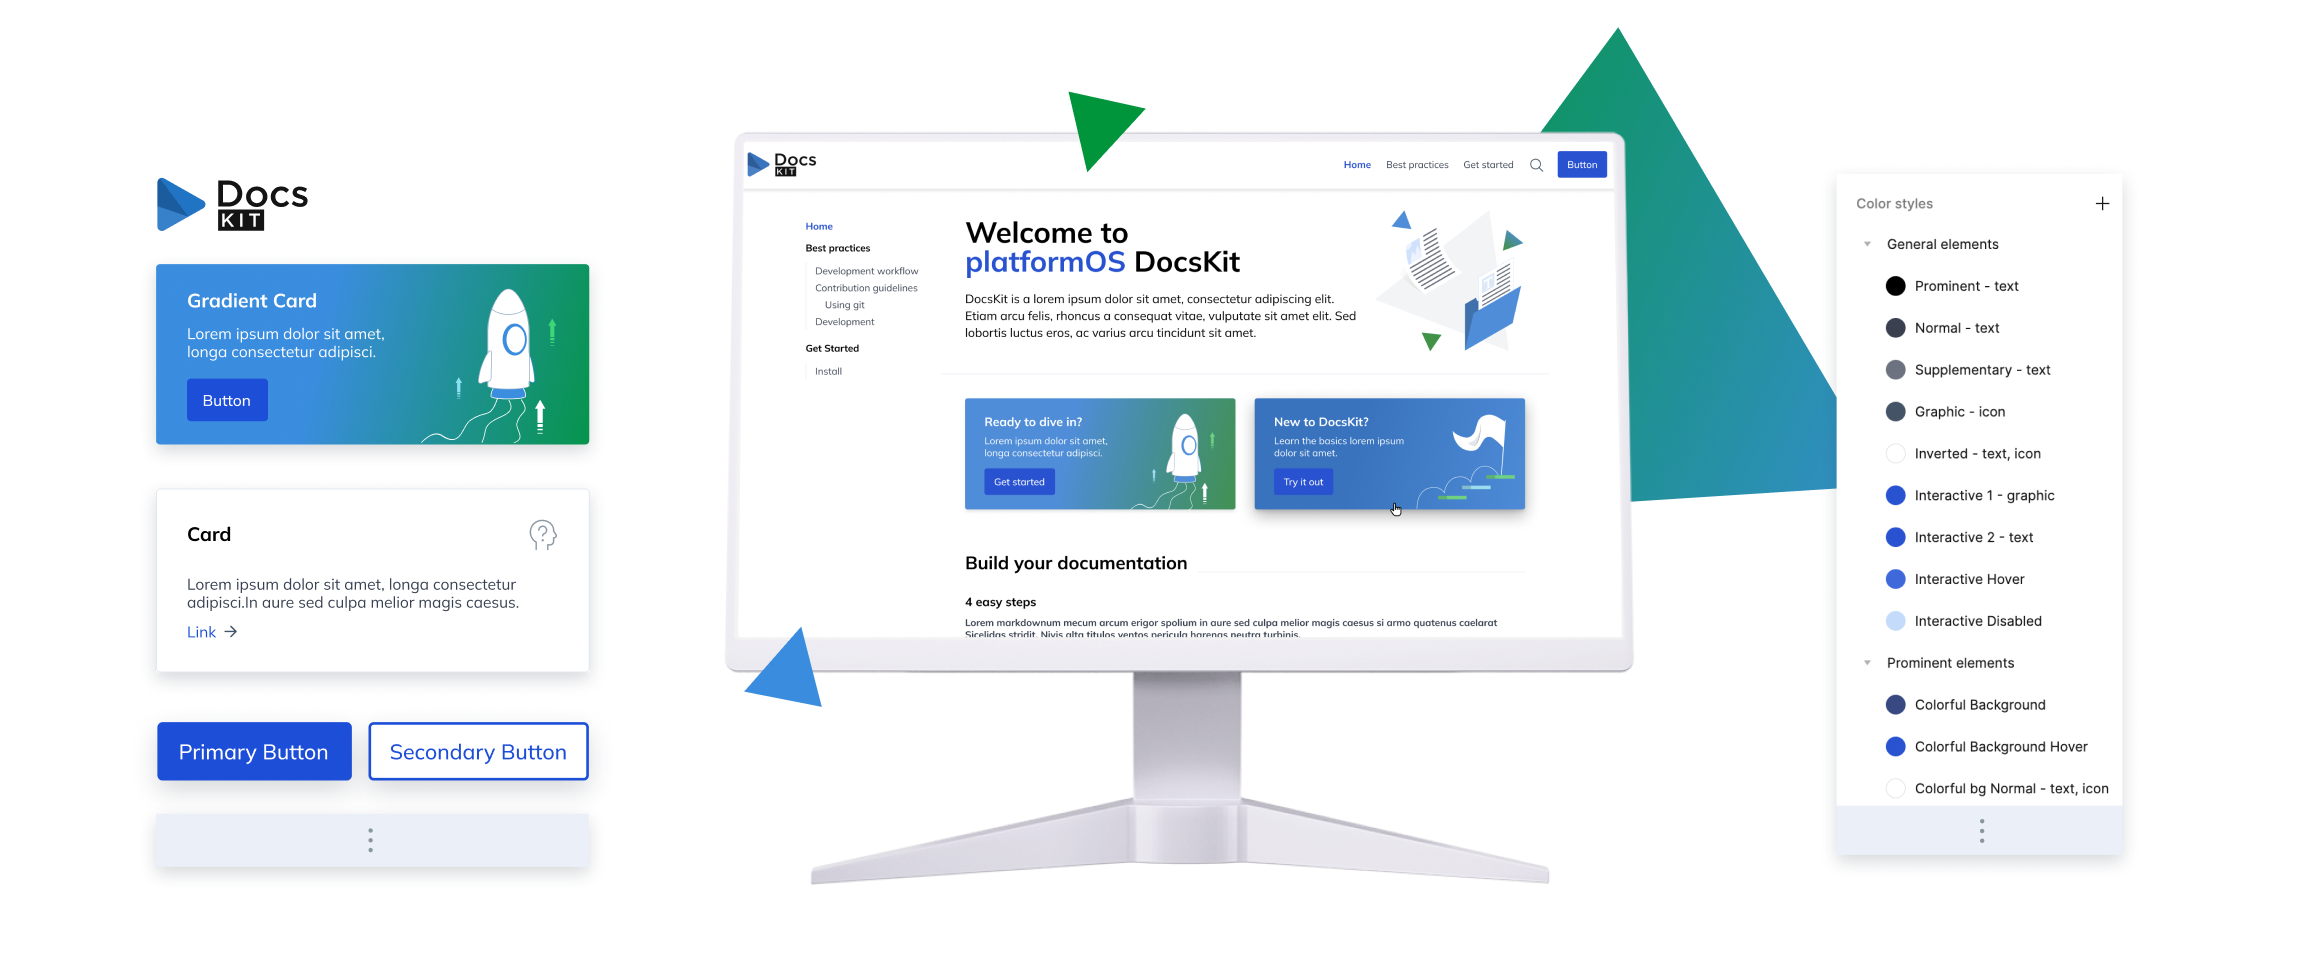 Docs
KIT
Gradient Card
Lorem ipsum dolor sit amet,
longa consectetur adipisci.
Button
Card
Lorem ipsum dolor sit amet, longa consectetur
adipisci.In aure sed culpa melior magis caesus.
Link
Primary Button
Secondary Button
Docs
KIT
Home
Best practices
Get started
Button
Home
Best practices
Development workflow
Contribution guidelines
Using git
Development
Get Started
Install
Welcome to
platformOS DocsKit
DocsKit is a lorem ipsum dolor sit amet, consectetur adipiscing elit.
Etiam arcu felis, rhoncus a consequat vitae, vulputate sit amet elit. Sed
lobortis luctus eros, ac varius arcu tincidunt sit amet.
Ready to dive in?
Lorem ipsum dolor sit amet,
longa consectetur adipisci.
Get started
New to DocsKit?
Learn the basics lorem ipsum
dolor sit amet.
Try it out
Build your documentation
4 easy steps
Lorem markdownum mecum arcum erigor spolium in aure sed culpa melior magis caesus si armo quatenus caelarat
Sicelidas stridit. Nivis alta titulos ventos pericula harenas neutra turbinis.
Color styles
General elements
Prominent - text
Normal - text
Supplementary - text
Graphic - icon
Inverted - text, icon
Interactive 1 - graphic
Interactive 2 - text
Interactive Hover
Interactive Disabled
Prominent elements
Colorful Background
Colorful Background Hover
Colorful bg Normal - text, icon